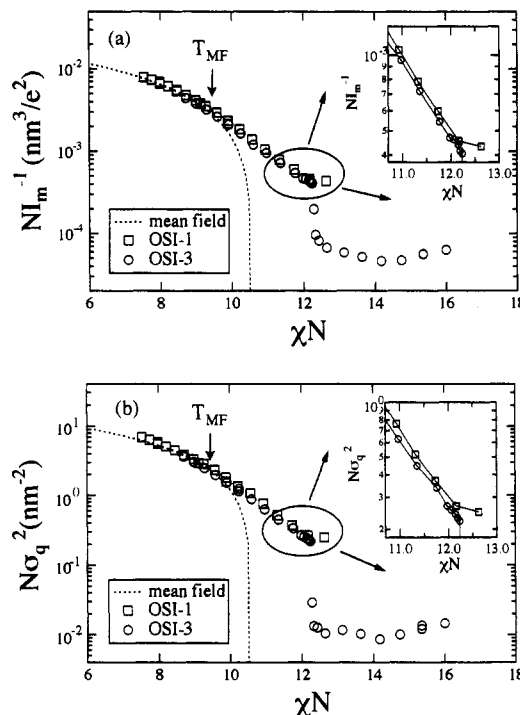 (a)
T_MF
NI_m^-1 (nm^3/e^2)
10^-2
10^-3
10^-4
mean field
OSI-1
OSI-3
6 8 10 12 14 16 18
χN
NI_m^-1
10^-3
9
8
7
6
5
4
11.0 12.0 13.0
χN
(b)
T_MF
Nσ_q^2 (nm^-2)
10^1
10^0
10^-1
10^-2
mean field
OSI-1
OSI-3
6 8 10 12 14 16 18
χN
Nσ_q^2
10^0
9
8
7
6
5
4
3
2
11.0 12.0 13.0
χN